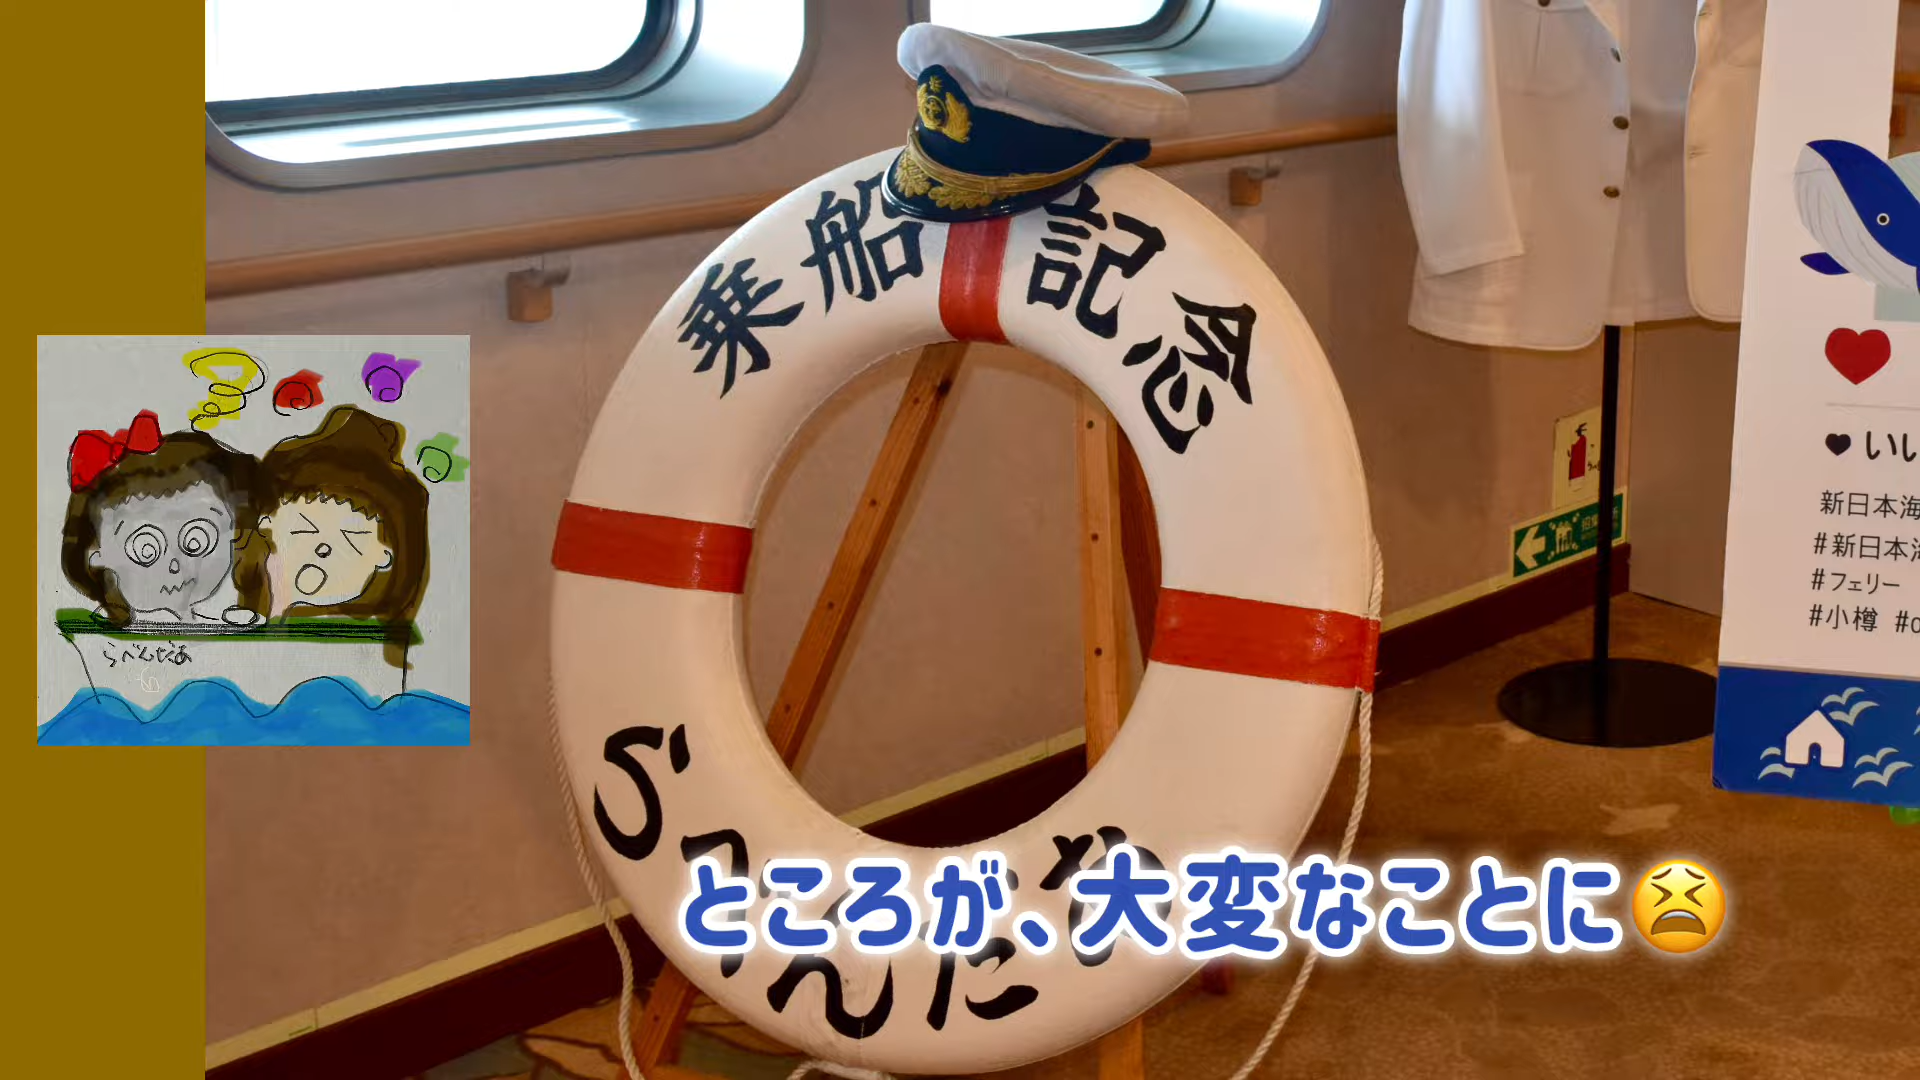 乗船記念
らべんだあ
ところが、大変なことに😫
らべんだあ
いい
新日本海
#新日本海
#フェリー
#小樽 #o